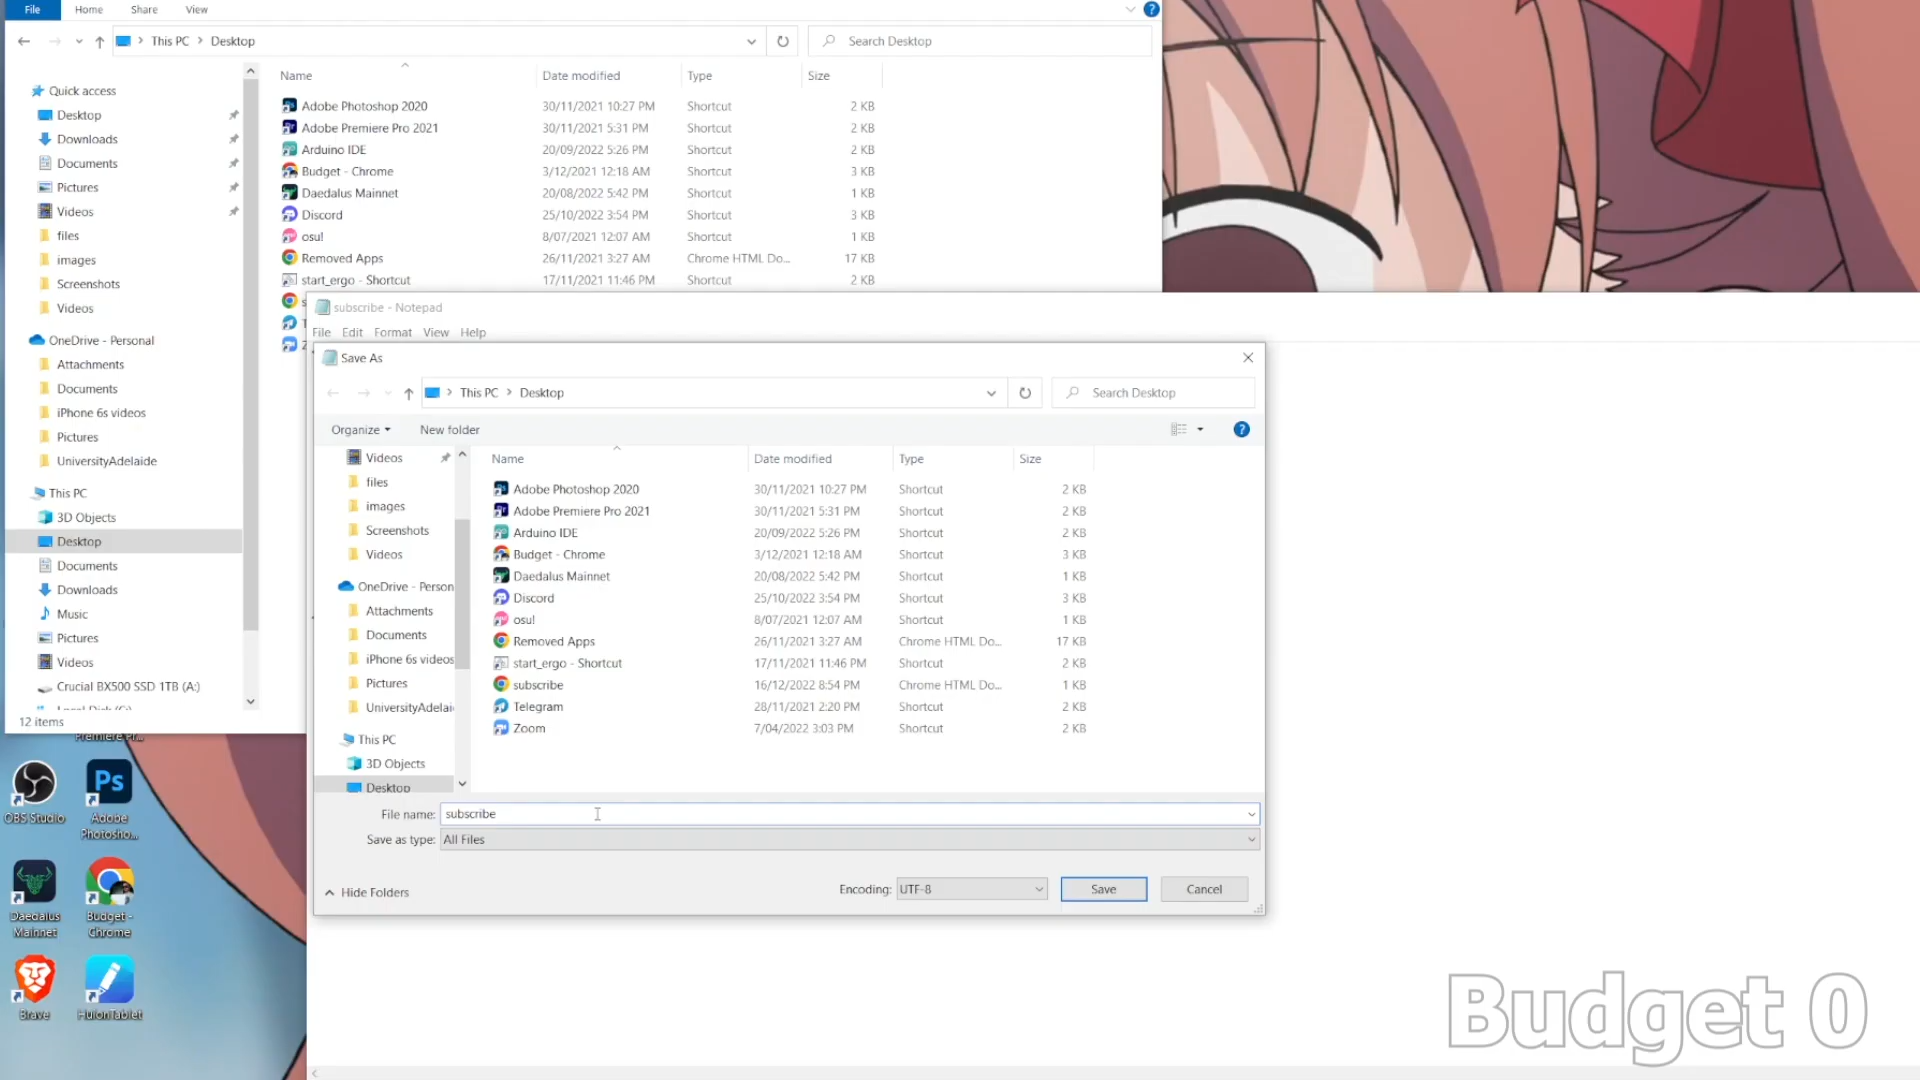 File Home Share View
This PC > Desktop
Search Desktop
Name Date modified Type Size
Quick access
Desktop
Downloads
Documents
Pictures
Videos
files
images
Screenshots
Videos
OneDrive - Personal
Attachments
Documents
iPhone 6s videos
Pictures
UniversityAdelaide
This PC
3D Objects
Desktop
Documents
Downloads
Music
Pictures
Videos
Crucial BX500 SSD 1TB (A:)
12 items
Adobe Photoshop 2020 30/11/2021 10:27 PM Shortcut 2 KB
Adobe Premiere Pro 2021 30/11/2021 5:31 PM Shortcut 2 KB
Arduino IDE 20/09/2022 5:26 PM Shortcut 2 KB
Budget - Chrome 3/12/2021 12:18 AM Shortcut 3 KB
Daedalus Mainnet 20/08/2022 5:42 PM Shortcut 1 KB
Discord 25/10/2022 3:54 PM Shortcut 3 KB
osu! 8/07/2021 12:07 AM Shortcut 1 KB
Removed Apps 26/11/2021 3:27 AM Chrome HTML Do... 17 KB
start_ergo - Shortcut 17/11/2021 11:46 PM Shortcut 2 KB
subscribe - Notepad
File Edit Format View Help
Save As
This PC > Desktop
Search Desktop
Organize New folder
Videos
files
images
Screenshots
Videos
OneDrive - Person
Attachments
Documents
iPhone 6s videos
Pictures
UniversityAdelai
This PC
3D Objects
Desktop
Name Date modified Type Size
Adobe Photoshop 2020 30/11/2021 10:27 PM Shortcut 2 KB
Adobe Premiere Pro 2021 30/11/2021 5:31 PM Shortcut 2 KB
Arduino IDE 20/09/2022 5:26 PM Shortcut 2 KB
Budget - Chrome 3/12/2021 12:18 AM Shortcut 3 KB
Daedalus Mainnet 20/08/2022 5:42 PM Shortcut 1 KB
Discord 25/10/2022 3:54 PM Shortcut 3 KB
osu! 8/07/2021 12:07 AM Shortcut 1 KB
Removed Apps 26/11/2021 3:27 AM Chrome HTML Do... 17 KB
start_ergo - Shortcut 17/11/2021 11:46 PM Shortcut 2 KB
subscribe 16/12/2022 8:54 PM Chrome HTML Do... 1 KB
Telegram 28/11/2021 2:20 PM Shortcut 2 KB
Zoom 7/04/2022 3:03 PM Shortcut 2 KB
File name: subscribe
Save as type: All Files
Hide Folders
Encoding: UTF-8 Save Cancel
Premiere Pr...
Ps
OBS Studio
Adobe
Photosho...
Daedalus
Mainnet
Budget -
Chrome
Brave
HuionTablet
Budget 0